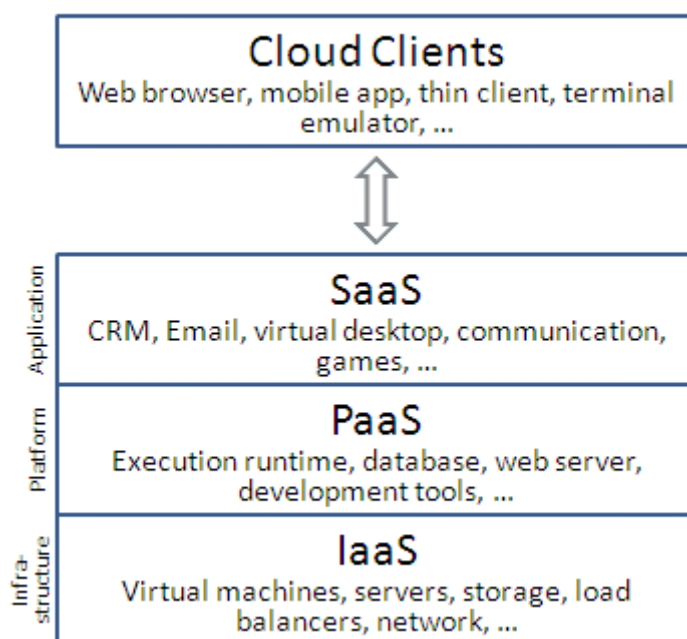 Cloud Clients
Web browser, mobile app, thin client, terminal
emulator, ...
Application
SaaS
CRM, Email, virtual desktop, communication,
games, ...
Platform
PaaS
Execution runtime, database, web server,
development tools, ...
Infra-
structure
IaaS
Virtual machines, servers, storage, load
balancers, network, ...